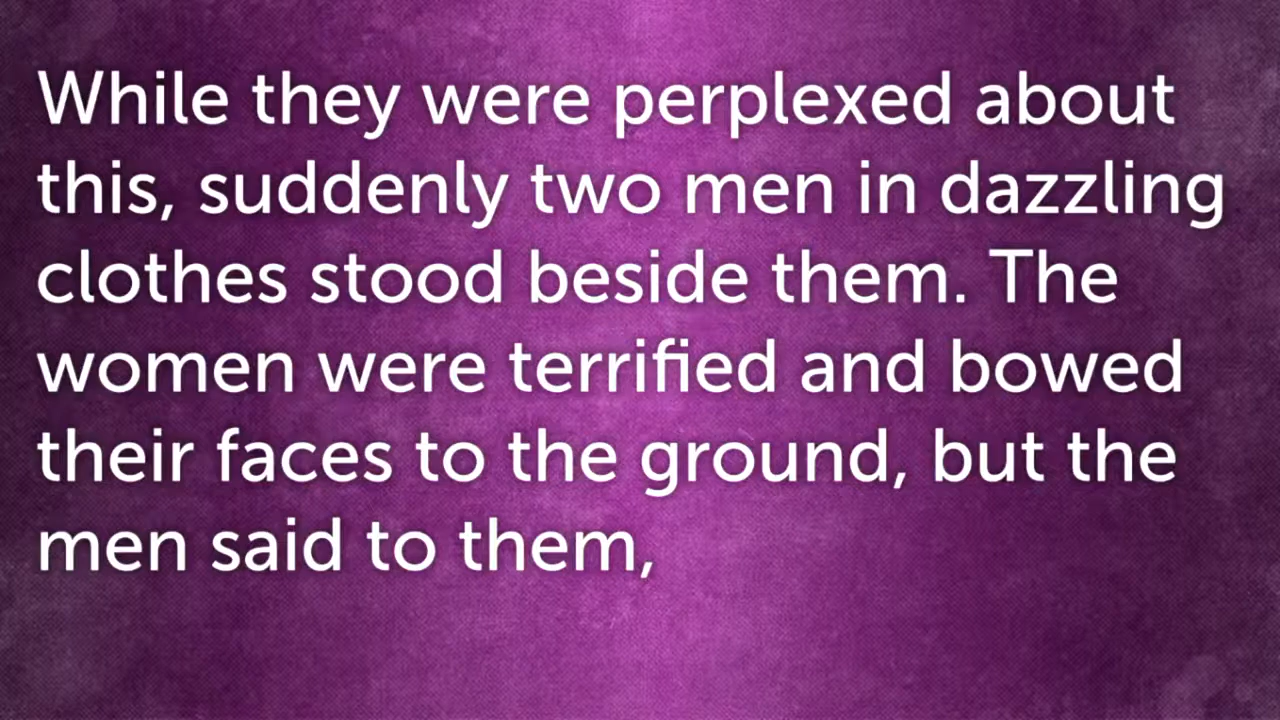 While they were perplexed about
this, suddenly two men in dazzling
clothes stood beside them. The
women were terrified and bowed
their faces to the ground, but the
men said to them,